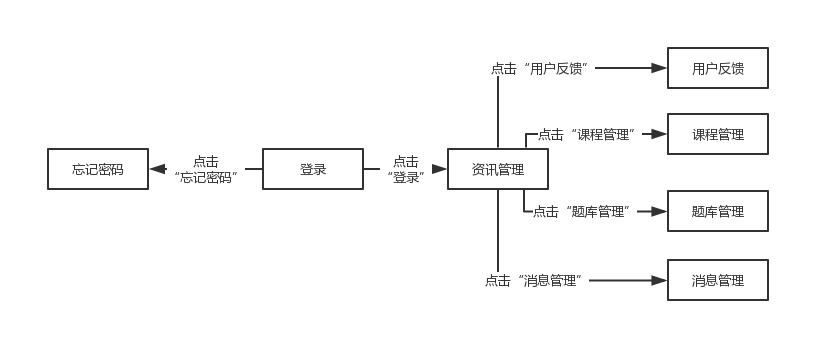 点击“用户反馈”
用户反馈
点击“课程管理”
课程管理
忘记密码
点击
“忘记密码”
登录
点击
“登录”
资讯管理
点击“题库管理”
题库管理
点击“消息管理”
消息管理